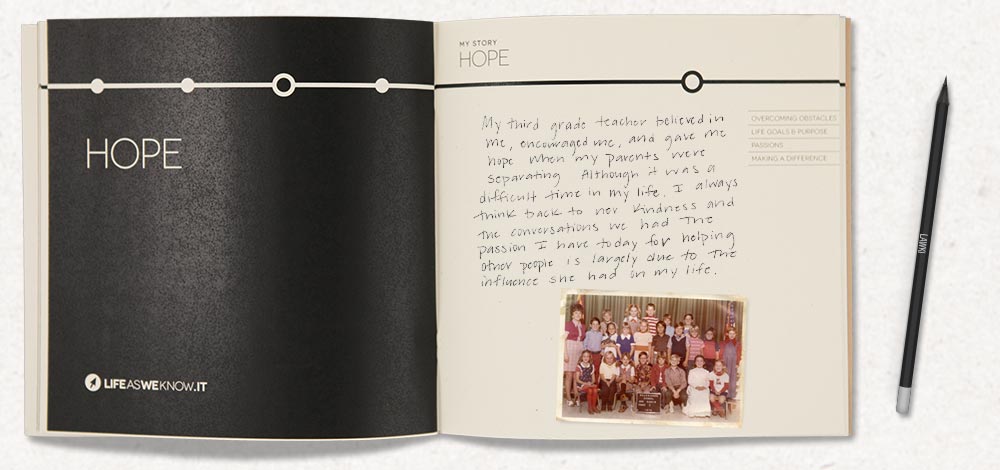 HOPE
LIFEASWEKNOW.IT
MY STORY
HOPE
My third grade teacher believed in
me, encouraged me, and gave me
hope when my parents were
separating Although it was a
difficult time in my life, I always
think back to her kindness and
the conversations we had The
passion I have today for helping
other people is largely due to the
influence she had on my life.
OVERCOMING OBSTACLES
LIFE GOALS & PURPOSE
PASSIONS
MAKING A DIFFERENCE
LAWKI